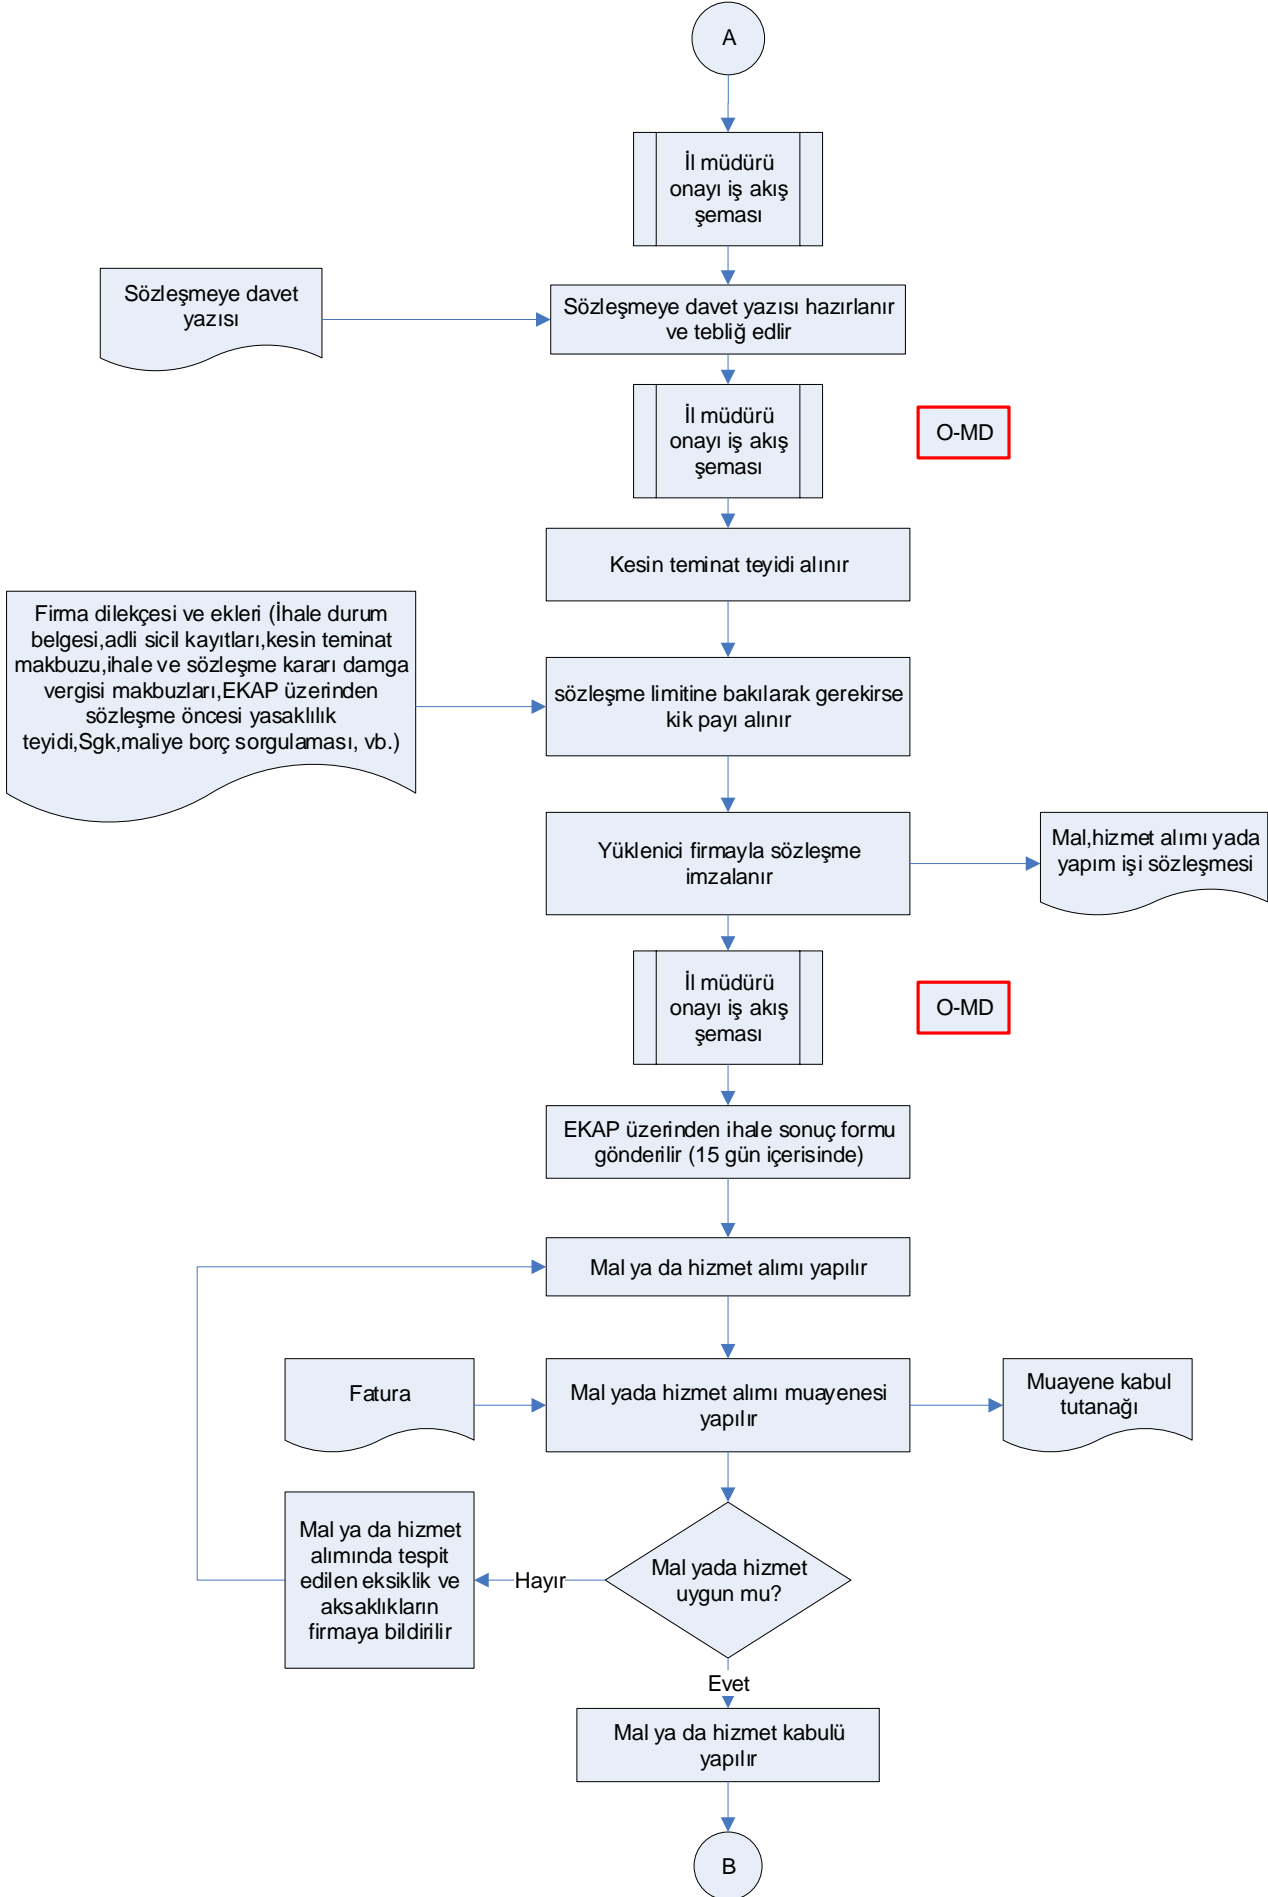 A
İl müdürü
onayı iş akış
şeması
Sözleşmeye davet
yazısı
Sözleşmeye davet yazısı hazırlanır
ve tebliğ edlir
İl müdürü
onayı iş akış
şeması
O-MD
Kesin teminat teyidi alınır
Firma dilekçesi ve ekleri (İhale durum
belgesi,adli sicil kayıtları,kesin teminat
makbuzu,ihale ve sözleşme kararı damga
vergisi makbuzları,EKAP üzerinden
sözleşme öncesi yasaklılık
teyidi,Sgk,maliye borç sorgulaması, vb.)
sözleşme limitine bakılarak gerekirse
kik payı alınır
Yüklenici firmayla sözleşme
imzalanır
Mal,hizmet alımı yada
yapım işi sözleşmesi
İl müdürü
onayı iş akış
şeması
O-MD
EKAP üzerinden ihale sonuç formu
gönderilir (15 gün içerisinde)
Mal ya da hizmet alımı yapılır
Fatura
Mal yada hizmet alımı muayenesi
yapılır
Muayene kabul
tutanağı
Mal ya da hizmet
alımında tespit
edilen eksiklik ve
aksaklıkların
firmaya bildirilir
Hayır
Mal yada hizmet
uygun mu?
Evet
Mal ya da hizmet kabulü
yapılır
B